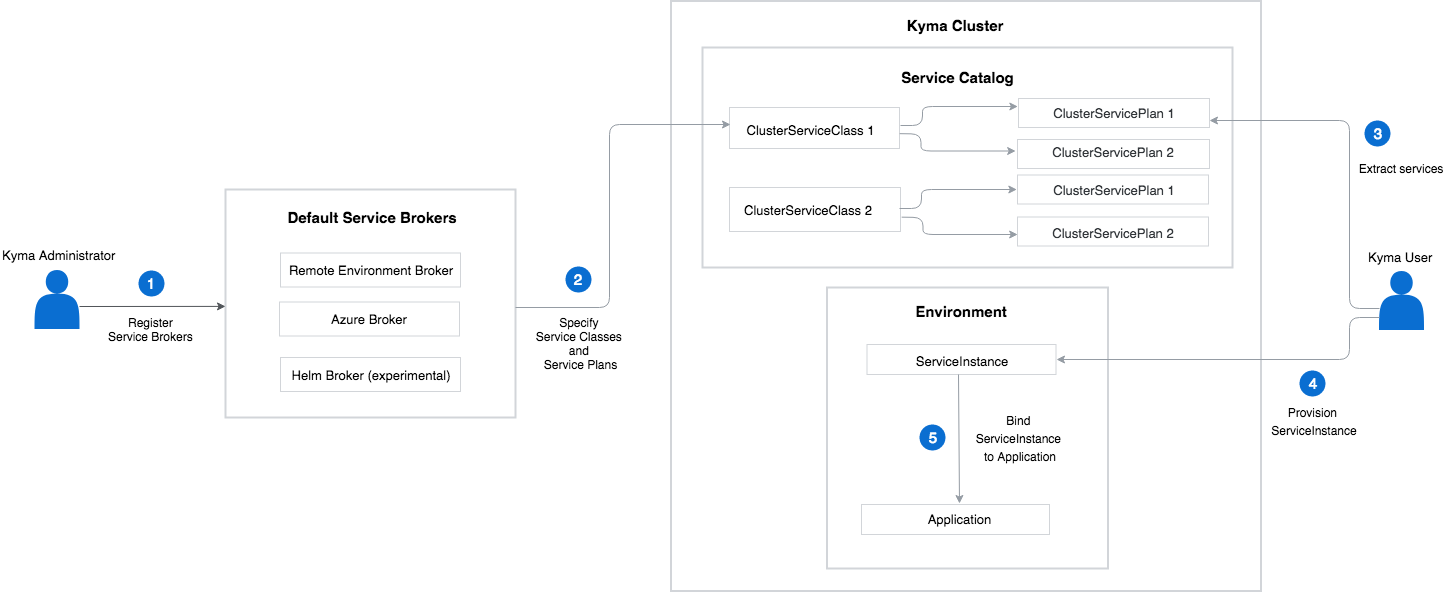 Kyma Administrator
1
Register
Service Brokers
Default Service Brokers
Remote Environment Broker
Azure Broker
Helm Broker (experimental)
2
Specify
Service Classes
and
Service Plans
Kyma Cluster
Service Catalog
ClusterServiceClass 1
ClusterServicePlan 1
ClusterServicePlan 2
ClusterServiceClass 2
ClusterServicePlan 1
ClusterServicePlan 2
3
Extract services
Kyma User
4
Provision
ServiceInstance
Environment
ServiceInstance
5
Bind
ServiceInstance
to Application
Application